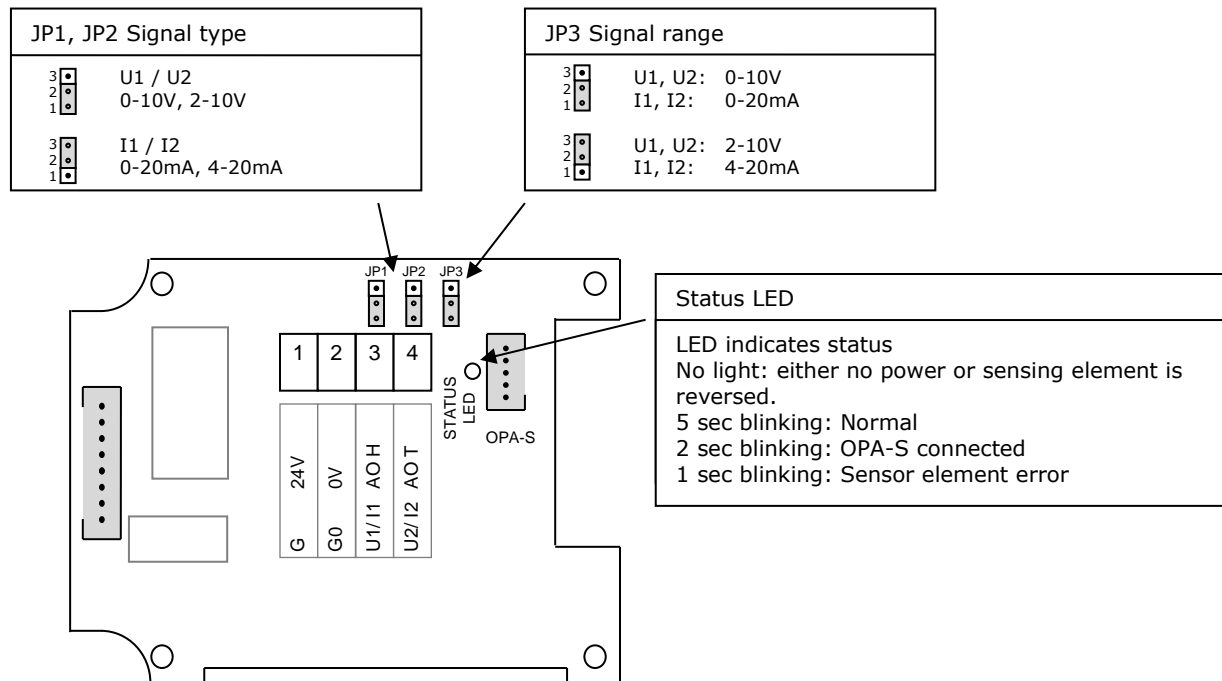 JP1, JP2 Signal type
3
2
1
U1 / U2
0-10V, 2-10V
3
2
1
I1 / I2
0-20mA, 4-20mA
JP3 Signal range
3
2
1
U1, U2: 0-10V
I1, I2: 0-20mA
3
2
1
U1, U2: 2-10V
I1, I2: 4-20mA
JP1 JP2 JP3
1 2 3 4
STATUS
LED
OPA-S
G 24V
G0 0V
U1/I1 AOH
U2/I2 AOT
Status LED
LED indicates status
No light: either no power or sensing element is
reversed.
5 sec blinking: Normal
2 sec blinking: OPA-S connected
1 sec blinking: Sensor element error